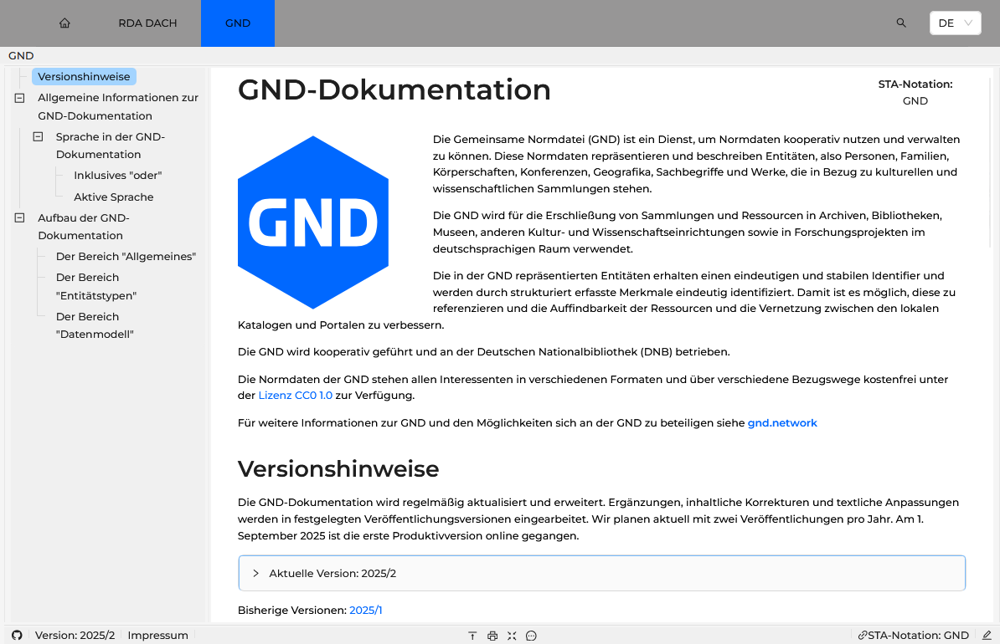 RDA DACH
GND
DE
GND
Versionshinweise
Allgemeine Informationen zur
GND-Dokumentation
Sprache in der GND-
Dokumentation
Inklusives "oder"
Aktive Sprache
Aufbau der GND-
Dokumentation
Der Bereich "Allgemeines"
Der Bereich
"Entitätstypen"
Der Bereich
"Datenmodell"
GND-Dokumentation
STA-Notation:
GND
GND
Die Gemeinsame Normdatei (GND) ist ein Dienst, um Normdaten kooperativ nutzen und verwalten
zu können. Diese Normdaten repräsentieren und beschreiben Entitäten, also Personen, Familien,
Körperschaften, Konferenzen, Geografika, Sachbegriffe und Werke, die in Bezug zu kulturellen und
wissenschaftlichen Sammlungen stehen.
Die GND wird für die Erschließung von Sammlungen und Ressourcen in Archiven, Bibliotheken,
Museen, anderen Kultur- und Wissenschaftseinrichtungen sowie in Forschungsprojekten im
deutschsprachigen Raum verwendet.
Die in der GND repräsentierten Entitäten erhalten einen eindeutigen und stabilen Identifier und
werden durch strukturiert erfasste Merkmale eindeutig identifiziert. Damit ist es möglich, diese zu
referenzieren und die Auffindbarkeit der Ressourcen und die Vernetzung zwischen den lokalen
Katalogen und Portalen zu verbessern.
Die GND wird kooperativ geführt und an der Deutschen Nationalbibliothek (DNB) betrieben.
Die Normdaten der GND stehen allen Interessenten in verschiedenen Formaten und über verschiedene Bezugswege kostenfrei unter
der Lizenz CC0 1.0 zur Verfügung.
Für weitere Informationen zur GND und den Möglichkeiten sich an der GND zu beteiligen siehe gnd.network
Versionshinweise
Die GND-Dokumentation wird regelmäßig aktualisiert und erweitert. Ergänzungen, inhaltliche Korrekturen und textliche Anpassungen
werden in festgelegten Veröffentlichungsversionen eingearbeitet. Wir planen aktuell mit zwei Veröffentlichungen pro Jahr. Am 1.
September 2025 ist die erste Produktivversion online gegangen.
Aktuelle Version: 2025/2
Bisherige Versionen: 2025/1
Version: 2025/2
Impressum
STA-Notation: GND